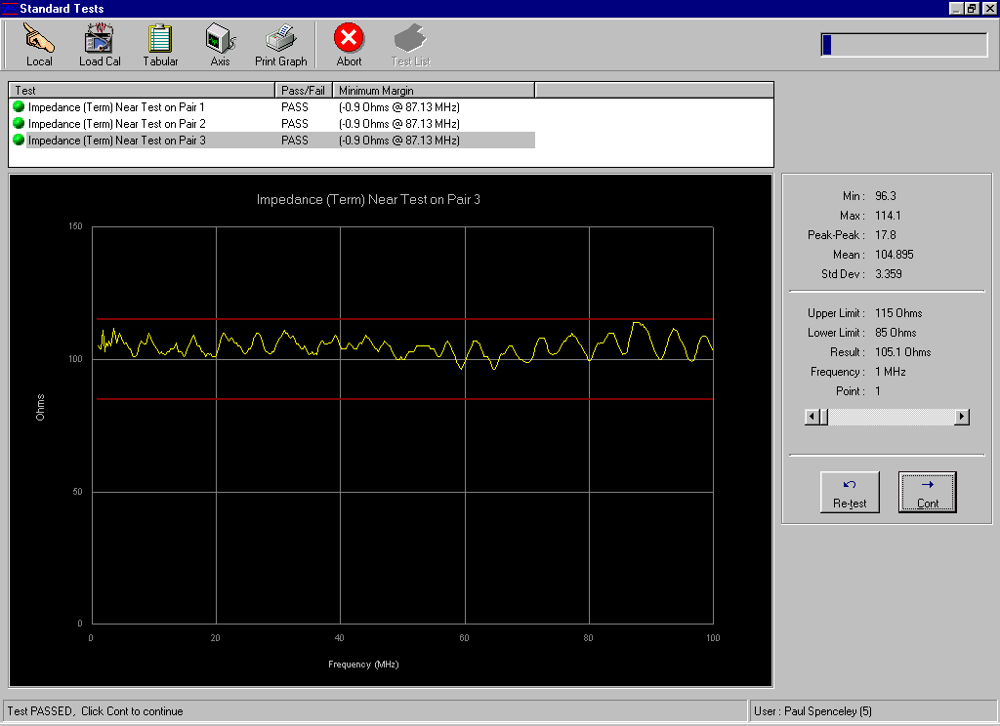 Standard Tests
Local Load Cal Tabular Axis Print Graph Abort Test List
Test Pass/Fail Minimum Margin
Impedance (Term) Near Test on Pair 1 PASS (-0.9 Ohms @ 87.13 MHz)
Impedance (Term) Near Test on Pair 2 PASS (-0.9 Ohms @ 87.13 MHz)
Impedance (Term) Near Test on Pair 3 PASS (-0.9 Ohms @ 87.13 MHz)
Impedance (Term) Near Test on Pair 3
150
100
50
0
Ohms
0 20 40 60 80 100
Frequency (MHz)
Min : 96.3
Max : 114.1
Peak-Peak : 17.8
Mean : 104.895
Std Dev : 3.359
Upper Limit : 115 Ohms
Lower Limit : 85 Ohms
Result : 105.1 Ohms
Frequency : 1 MHz
Point : 1
Re-test Cont
Test PASSED, Click Cont to continue
User : Paul Spenceley (5)